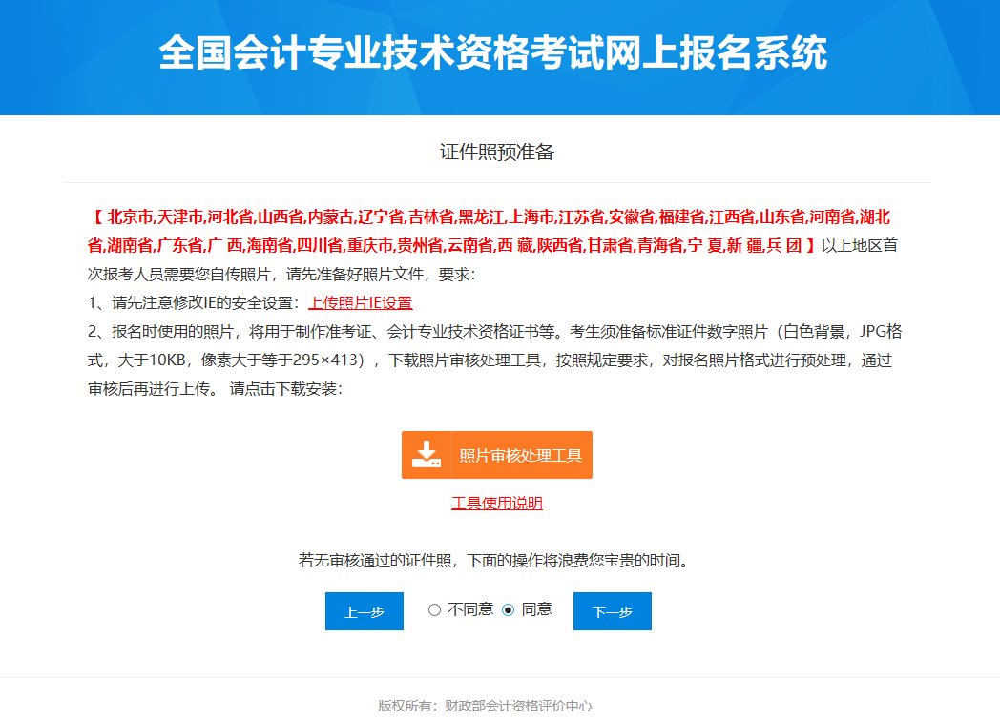 全国会计专业技术资格考试网上报名系统
证件照预准备
【 北京市,天津市,河北省,山西省,内蒙古,辽宁省,吉林省,黑龙江,上海市,江苏省,安徽省,福建省,江西省,山东省,河南省,湖北
省,湖南省,广东省,广 西,海南省,四川省,重庆市,贵州省,云南省,西 藏,陕西省,甘肃省,青海省,宁 夏,新 疆,兵 团 】以上地区首
次报考人员需要您自传照片，请先准备好照片文件，要求：
1、请先注意修改IE的安全设置：上传照片IE设置
2、报名时使用的照片，将用于制作准考证、会计专业技术资格证书等。考生须准备标准证件数字照片（白色背景，JPG格
式，大于10KB，像素大于等于295×413），下载照片审核处理工具，按照规定要求，对报名照片格式进行预处理，通过
审核后再进行上传。 请点击下载安装：
照片审核处理工具
工具使用说明
若无审核通过的证件照，下面的操作将浪费您宝贵的时间。
上一步 不同意 同意 下一步
版权所有：财政部会计资格评价中心